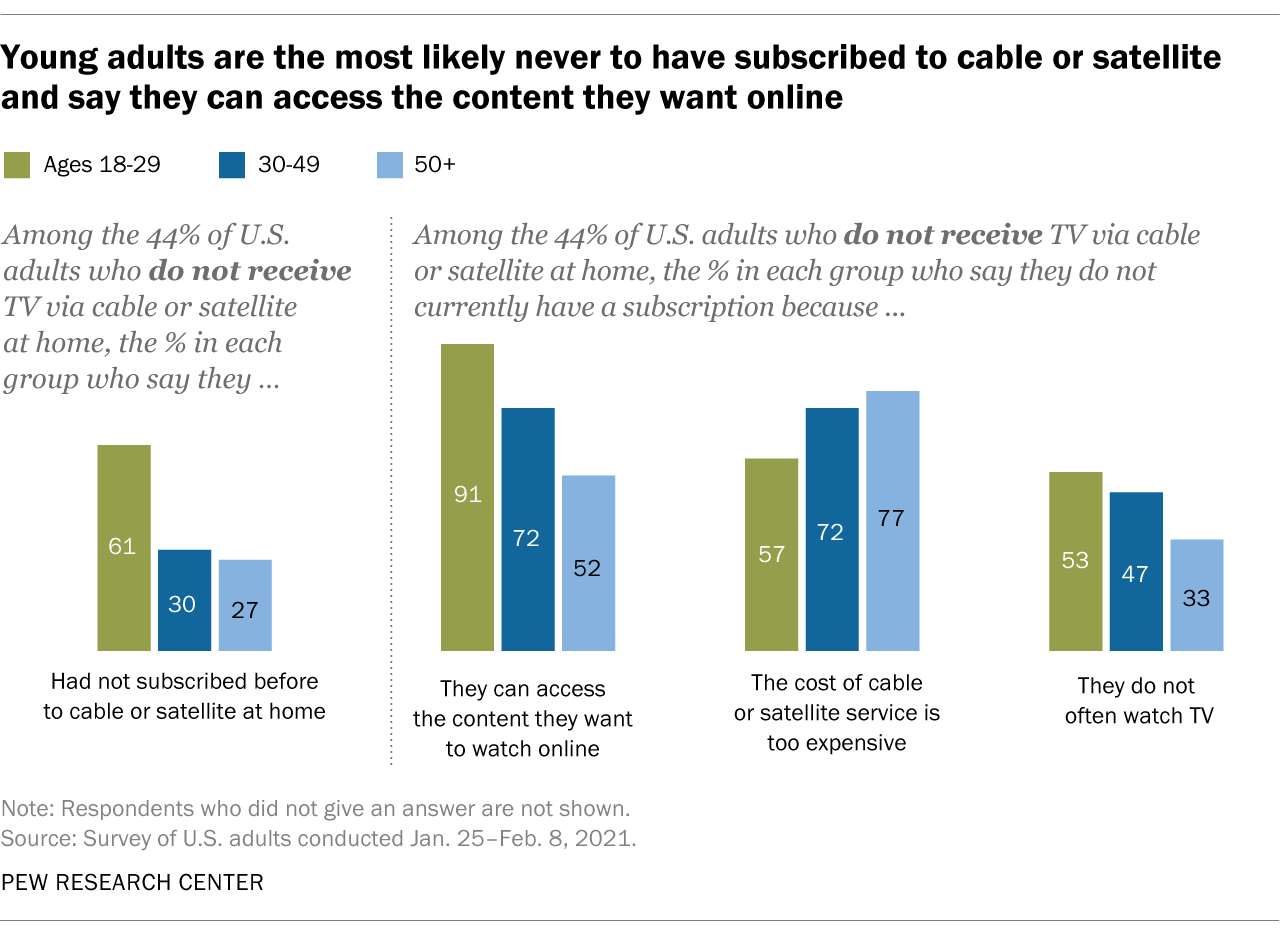 Young adults are the most likely never to have subscribed to cable or satellite
and say they can access the content they want online
Ages 18-29
30-49
50+
Among the 44% of U.S.
adults who do not receive
TV via cable or satellite
at home, the % in each
group who say they ...
61
30
27
Had not subscribed before
to cable or satellite at home
Among the 44% of U.S. adults who do not receive TV via cable
or satellite at home, the % in each group who say they do not
currently have a subscription because ...
91
72
52
They can access
the content they want
to watch online
57
72
77
The cost of cable
or satellite service is
too expensive
53
47
33
They do not
often watch TV
Note: Respondents who did not give an answer are not shown.
Source: Survey of U.S. adults conducted Jan. 25–Feb. 8, 2021.
PEW RESEARCH CENTER